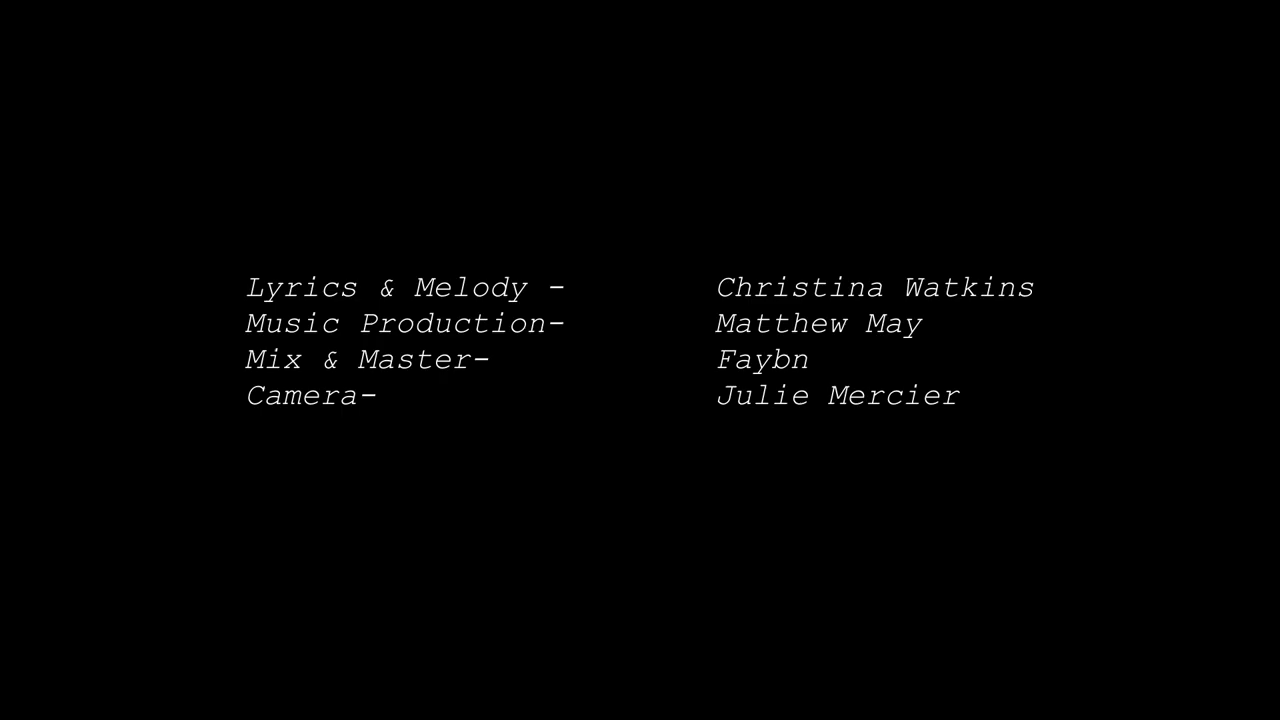 Lyrics & Melody - Christina Watkins
Music Production- Matthew May
Mix & Master- Faybn
Camera- Julie Mercier